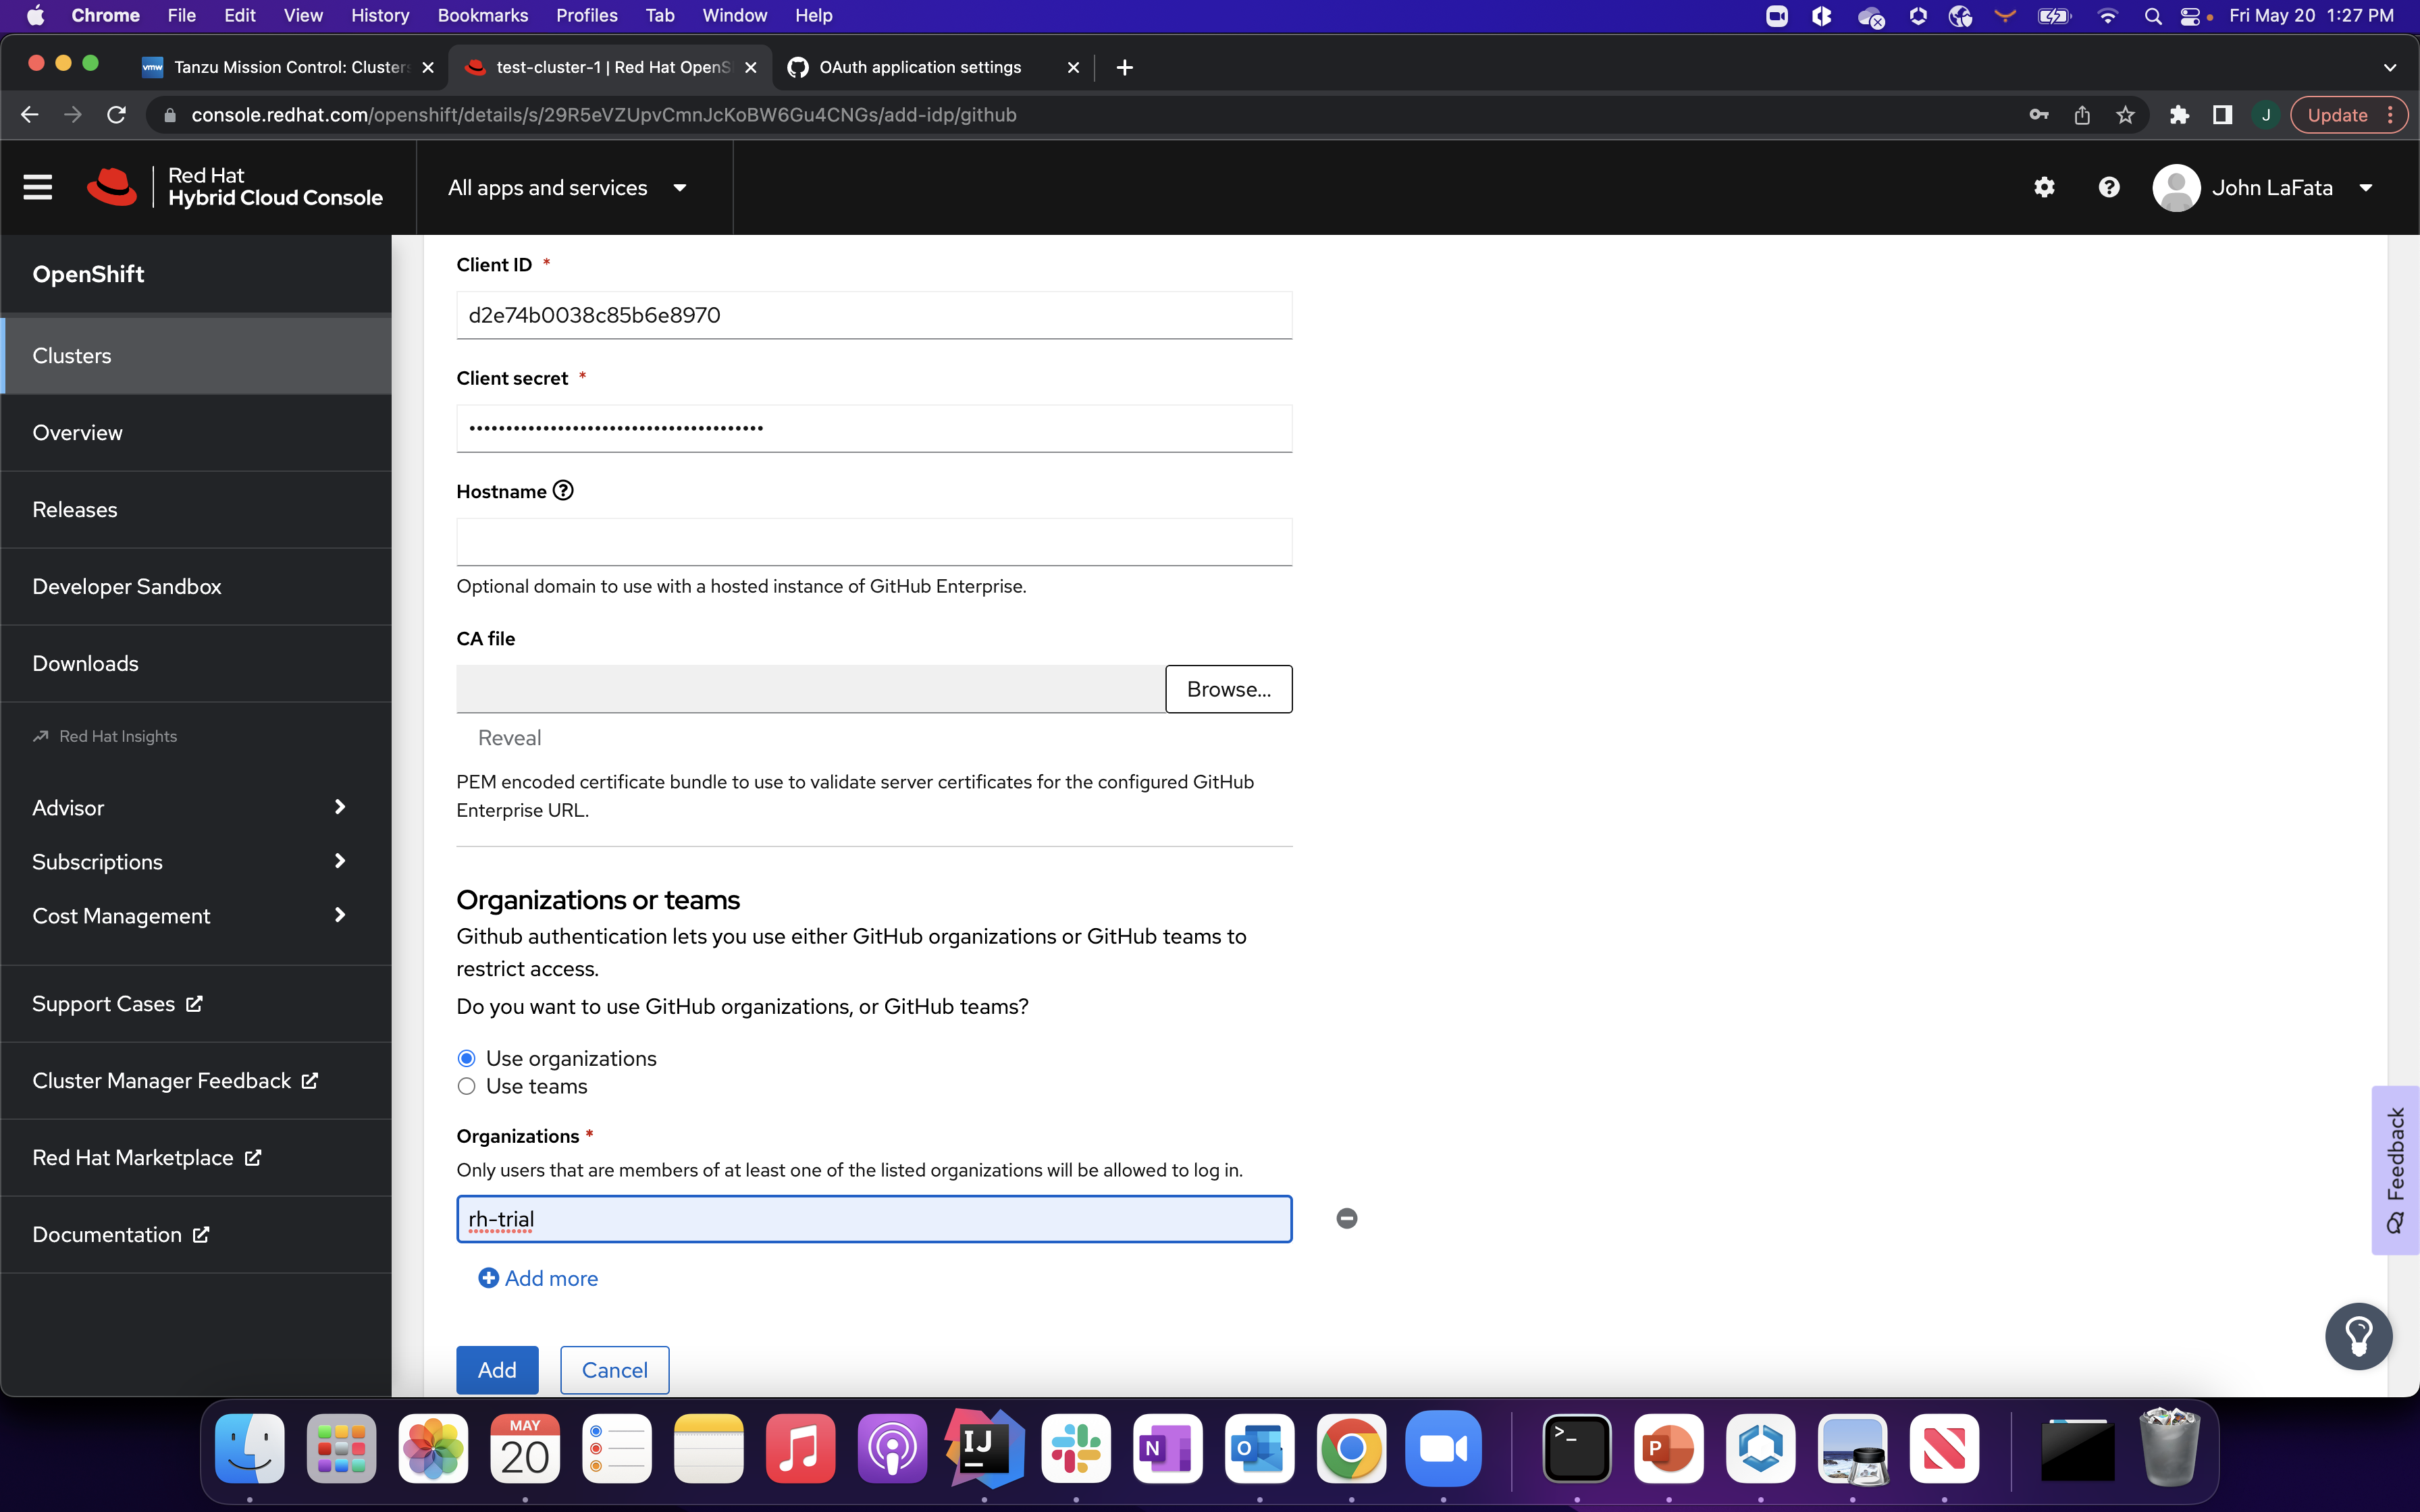 Chrome File Edit View History Bookmarks Profiles Tab Window Help Fri May 20 1:27 PM
vmw Tanzu Mission Control: Clusters test-cluster-1 | Red Hat OpenS OAuth application settings
console.redhat.com/openshift/details/s/29R5eVZUpvCmnJcKoBW6Gu4CNGs/add-idp/github J Update
Red Hat
Hybrid Cloud Console
All apps and services
John LaFata
OpenShift
Clusters
Overview
Releases
Developer Sandbox
Downloads
Red Hat Insights
Advisor
Subscriptions
Cost Management
Support Cases
Cluster Manager Feedback
Red Hat Marketplace
Documentation
Client ID *
d2e74b0038c85b6e8970
Client secret *
••••••••••••••••••••••••••••••••••••••••
Hostname
Optional domain to use with a hosted instance of GitHub Enterprise.
CA file
Browse...
Reveal
PEM encoded certificate bundle to use to validate server certificates for the configured GitHub
Enterprise URL.
Organizations or teams
Github authentication lets you use either GitHub organizations or GitHub teams to
restrict access.
Do you want to use GitHub organizations, or GitHub teams?
Use organizations
Use teams
Organizations *
Only users that are members of at least one of the listed organizations will be allowed to log in.
rh-trial
Add more
Add Cancel
Feedback
MAY
20
IJ
N
O
>_
P